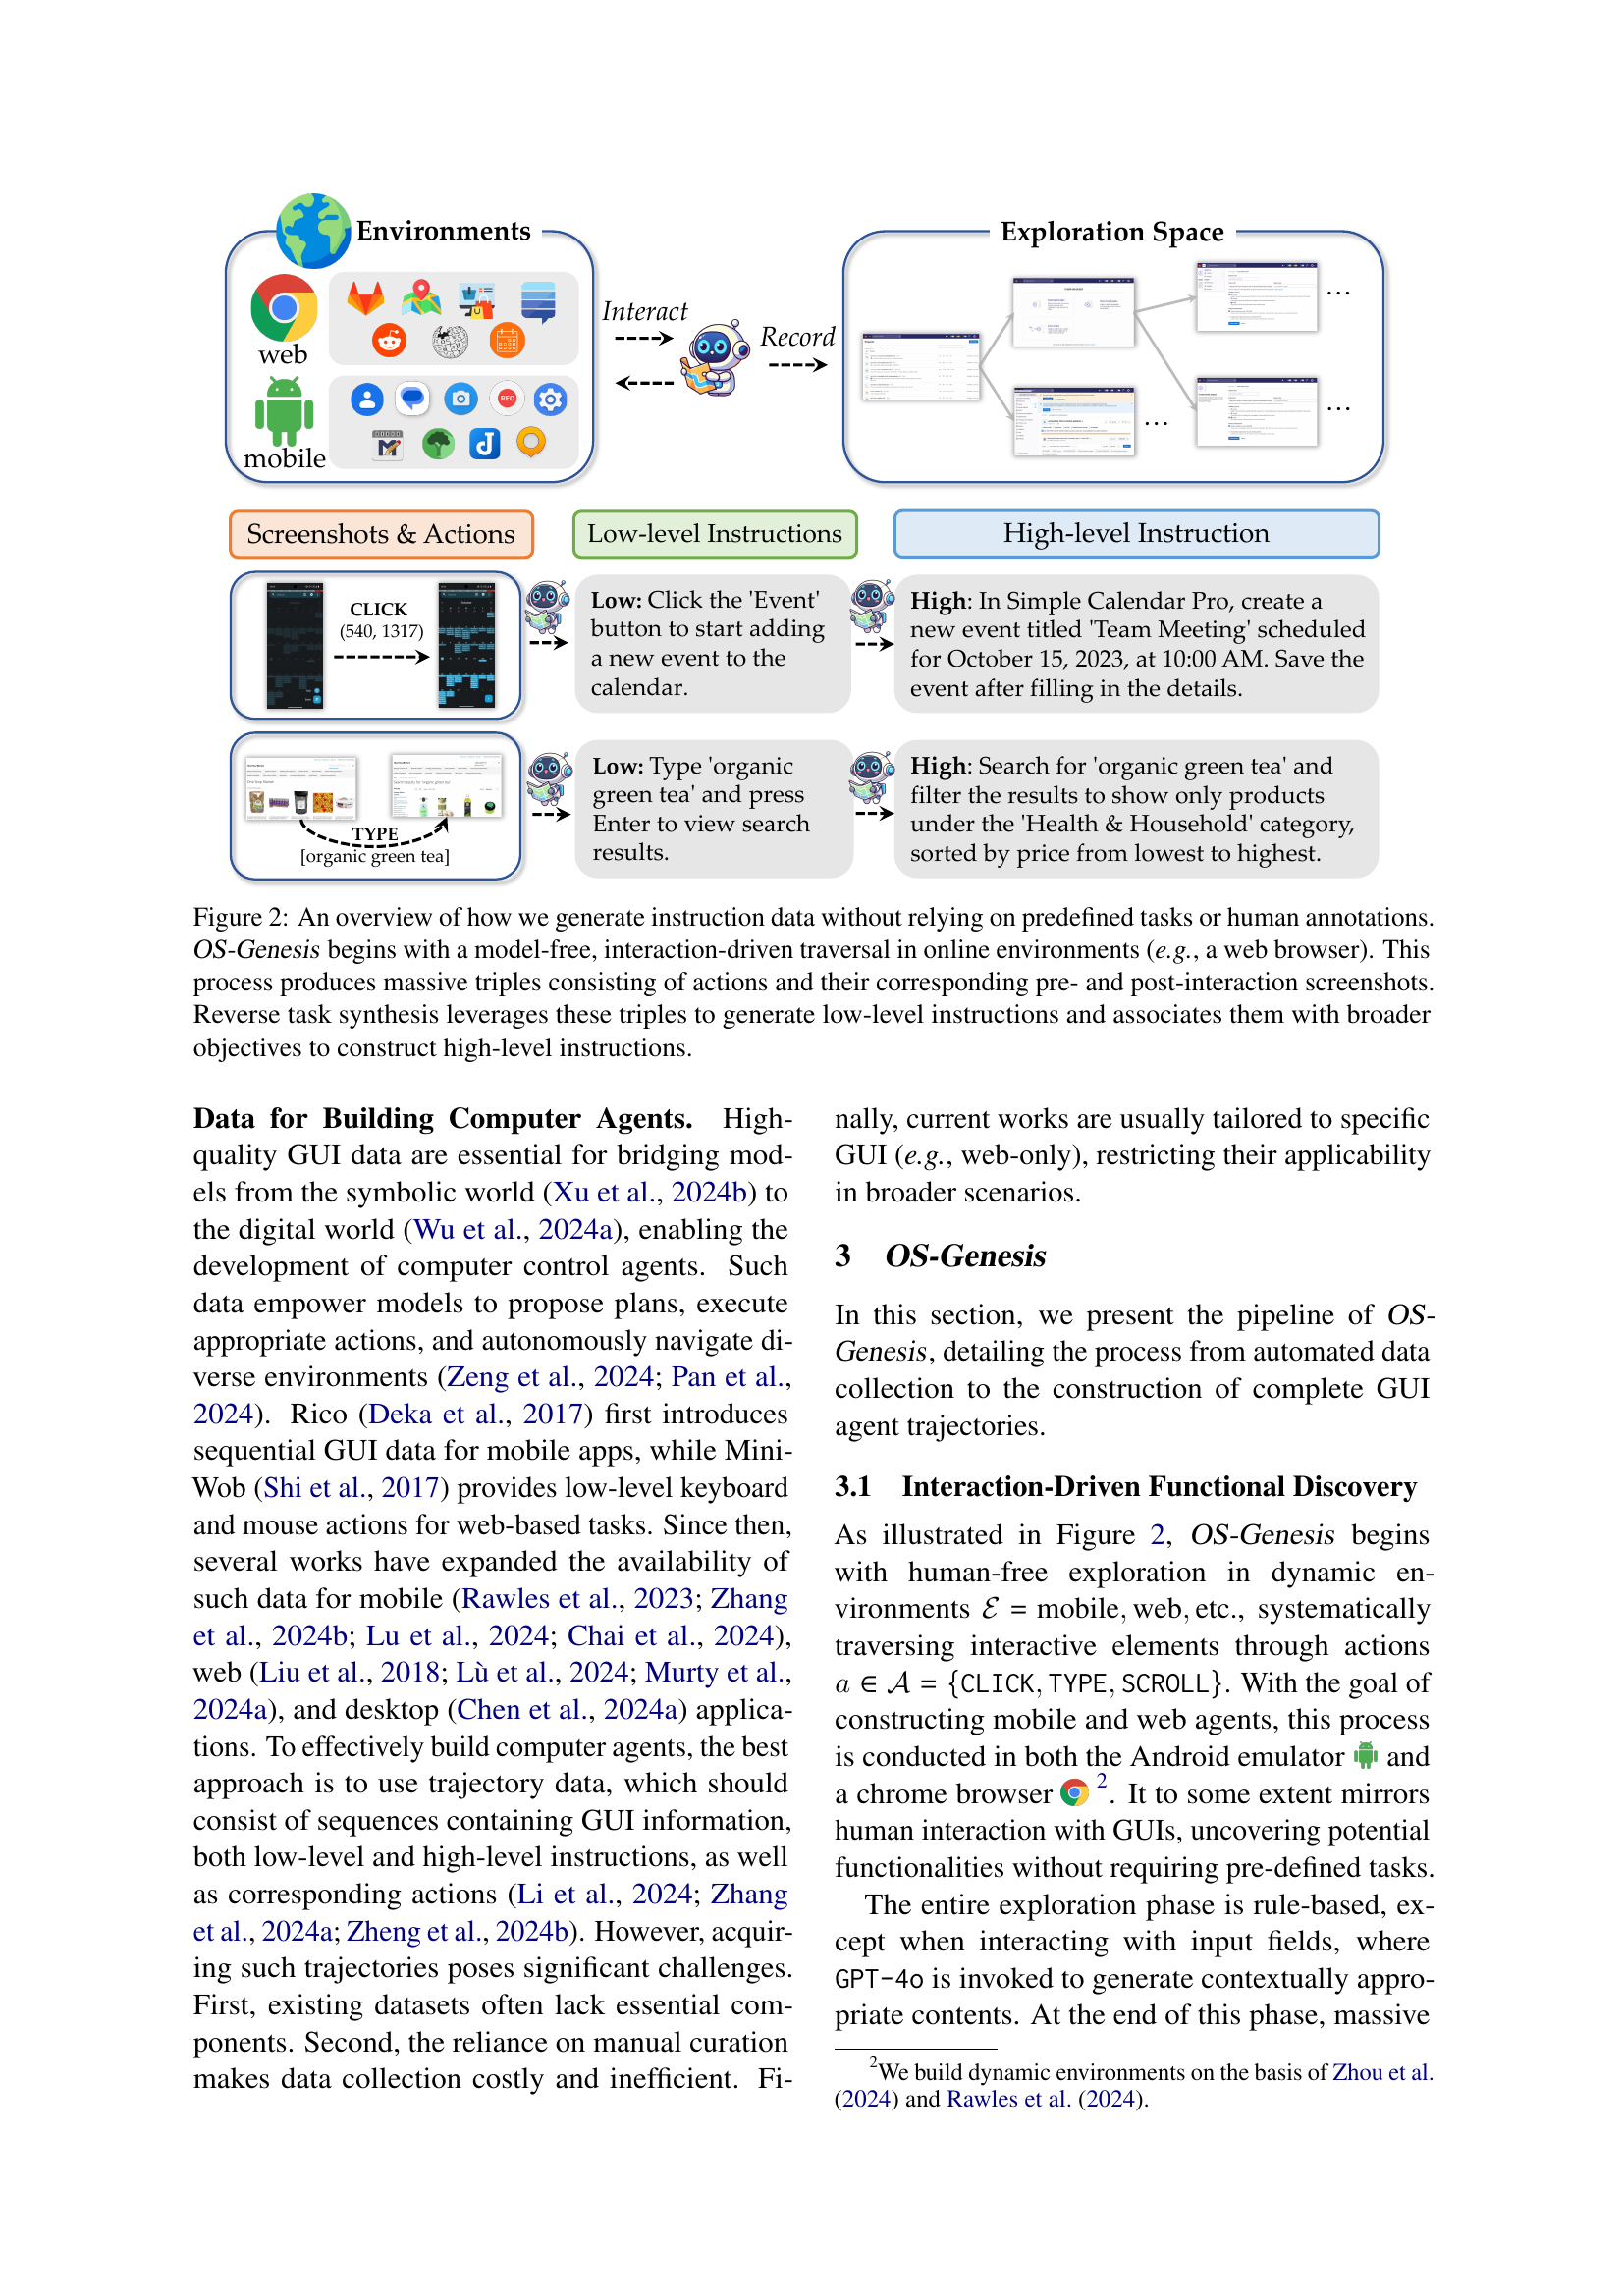 Environments
Exploration Space
web
mobile
Interact
Record
REC
...
...
...
Screenshots & Actions
Low-level Instructions
High-level Instruction
CLICK
(540, 1317)
Low: Click the 'Event'
button to start adding
a new event to the
calendar.
High: In Simple Calendar Pro, create a
new event titled 'Team Meeting' scheduled
for October 15, 2023, at 10:00 AM. Save the
event after filling in the details.
TYPE
[organic green tea]
Low: Type 'organic
green tea' and press
Enter to view search
results.
High: Search for 'organic green tea' and
filter the results to show only products
under the 'Health & Household' category,
sorted by price from lowest to highest.
Figure 2: An overview of how we generate instruction data without relying on predefined tasks or human annotations.
OS-Genesis begins with a model-free, interaction-driven traversal in online environments (e.g., a web browser). This
process produces massive triples consisting of actions and their corresponding pre- and post-interaction screenshots.
Reverse task synthesis leverages these triples to generate low-level instructions and associates them with broader
objectives to construct high-level instructions.
Data for Building Computer Agents. High-
quality GUI data are essential for bridging mod-
els from the symbolic world (Xu et al., 2024b) to
the digital world (Wu et al., 2024a), enabling the
development of computer control agents. Such
data empower models to propose plans, execute
appropriate actions, and autonomously navigate di-
verse environments (Zeng et al., 2024; Pan et al.,
2024). Rico (Deka et al., 2017) first introduces
sequential GUI data for mobile apps, while Mini-
Wob (Shi et al., 2017) provides low-level keyboard
and mouse actions for web-based tasks. Since then,
several works have expanded the availability of
such data for mobile (Rawles et al., 2023; Zhang
et al., 2024b; Lu et al., 2024; Chai et al., 2024),
web (Liu et al., 2018; Lù et al., 2024; Murty et al.,
2024a), and desktop (Chen et al., 2024a) applica-
tions. To effectively build computer agents, the best
approach is to use trajectory data, which should
consist of sequences containing GUI information,
both low-level and high-level instructions, as well
as corresponding actions (Li et al., 2024; Zhang
et al., 2024a; Zheng et al., 2024b). However, acquir-
ing such trajectories poses significant challenges.
First, existing datasets often lack essential com-
ponents. Second, the reliance on manual curation
makes data collection costly and inefficient. Fi-
nally, current works are usually tailored to specific
GUI (e.g., web-only), restricting their applicability
in broader scenarios.
3 OS-Genesis
In this section, we present the pipeline of OS-
Genesis, detailing the process from automated data
collection to the construction of complete GUI
agent trajectories.
3.1 Interaction-Driven Functional Discovery
As illustrated in Figure 2, OS-Genesis begins
with human-free exploration in dynamic en-
vironments ℰ = mobile, web, etc., systematically
traversing interactive elements through actions
a ∈ 𝒜 = {CLICK, TYPE, SCROLL}. With the goal of
constructing mobile and web agents, this process
is conducted in both the Android emulator and
a chrome browser 2. It to some extent mirrors
human interaction with GUIs, uncovering potential
functionalities without requiring pre-defined tasks.
The entire exploration phase is rule-based, ex-
cept when interacting with input fields, where
GPT-4o is invoked to generate contextually appro-
priate contents. At the end of this phase, massive
2We build dynamic environments on the basis of Zhou et al.
(2024) and Rawles et al. (2024).